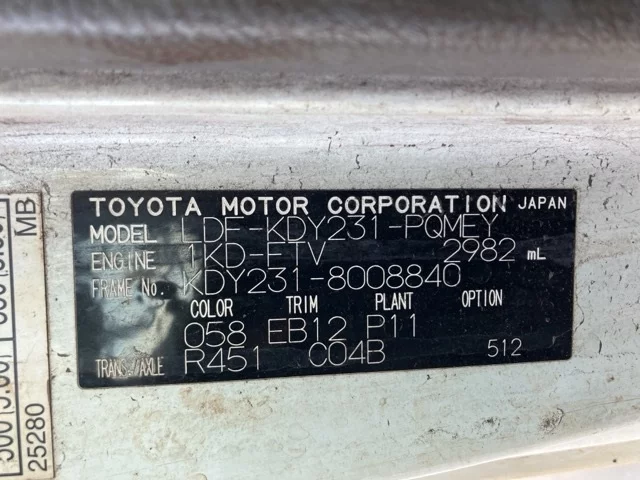 TOYOTA MOTOR CORPORATION JAPAN
MODEL LDF-KDY231-PQMEY
ENGINE 1KD-FTV 2982 mL
FRAME No. KDY231-8008840
COLOR TRIM PLANT OPTION
058 EB12 P11
TRANS./AXLE R451 C04B 512
MB
25280